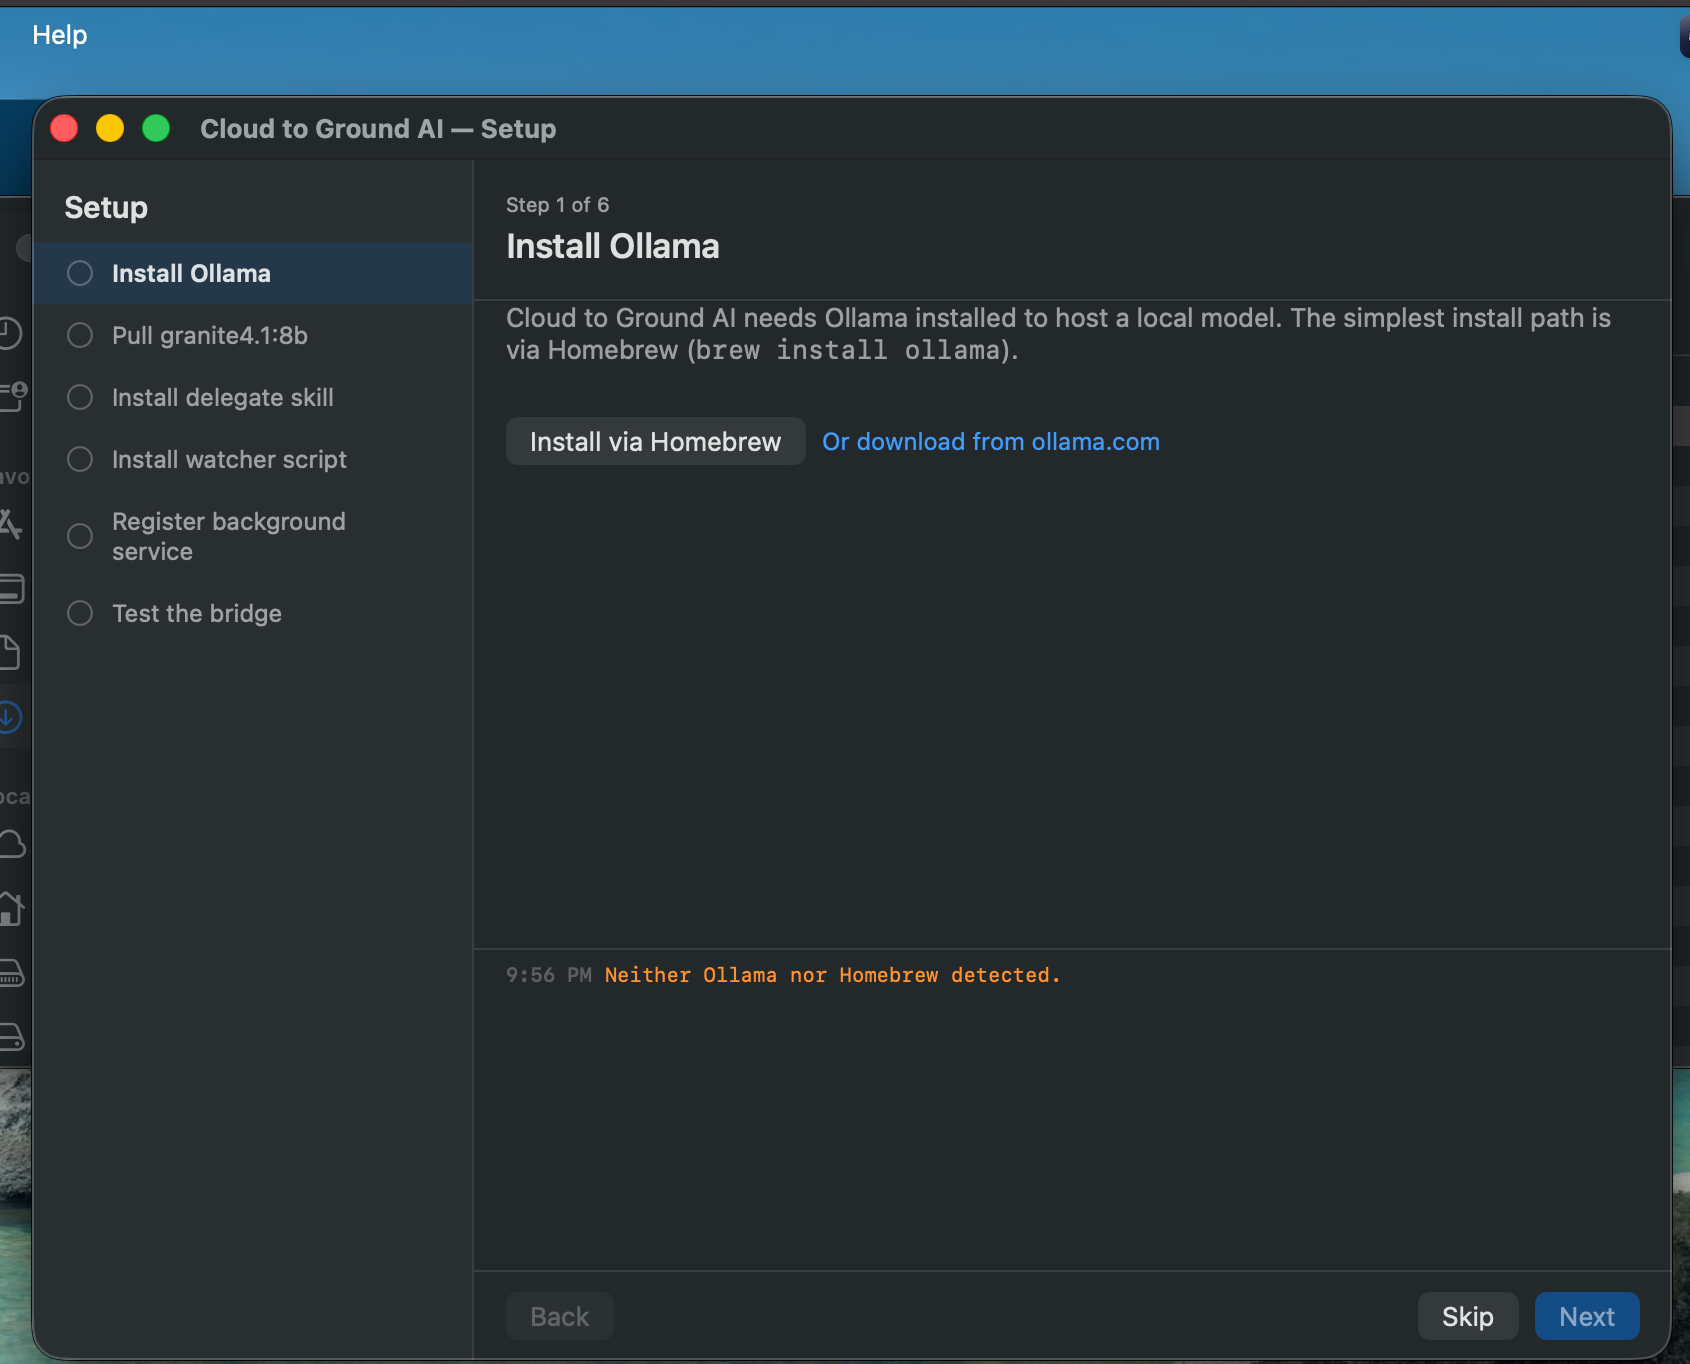 Help
Cloud to Ground AI — Setup
Setup
Install Ollama
Pull granite4.1:8b
Install delegate skill
Install watcher script
Register background
service
Test the bridge
Step 1 of 6
Install Ollama
Cloud to Ground AI needs Ollama installed to host a local model. The simplest install path is
via Homebrew (brew install ollama).
Install via Homebrew
Or download from ollama.com
9:56 PM Neither Ollama nor Homebrew detected.
Back
Skip
Next